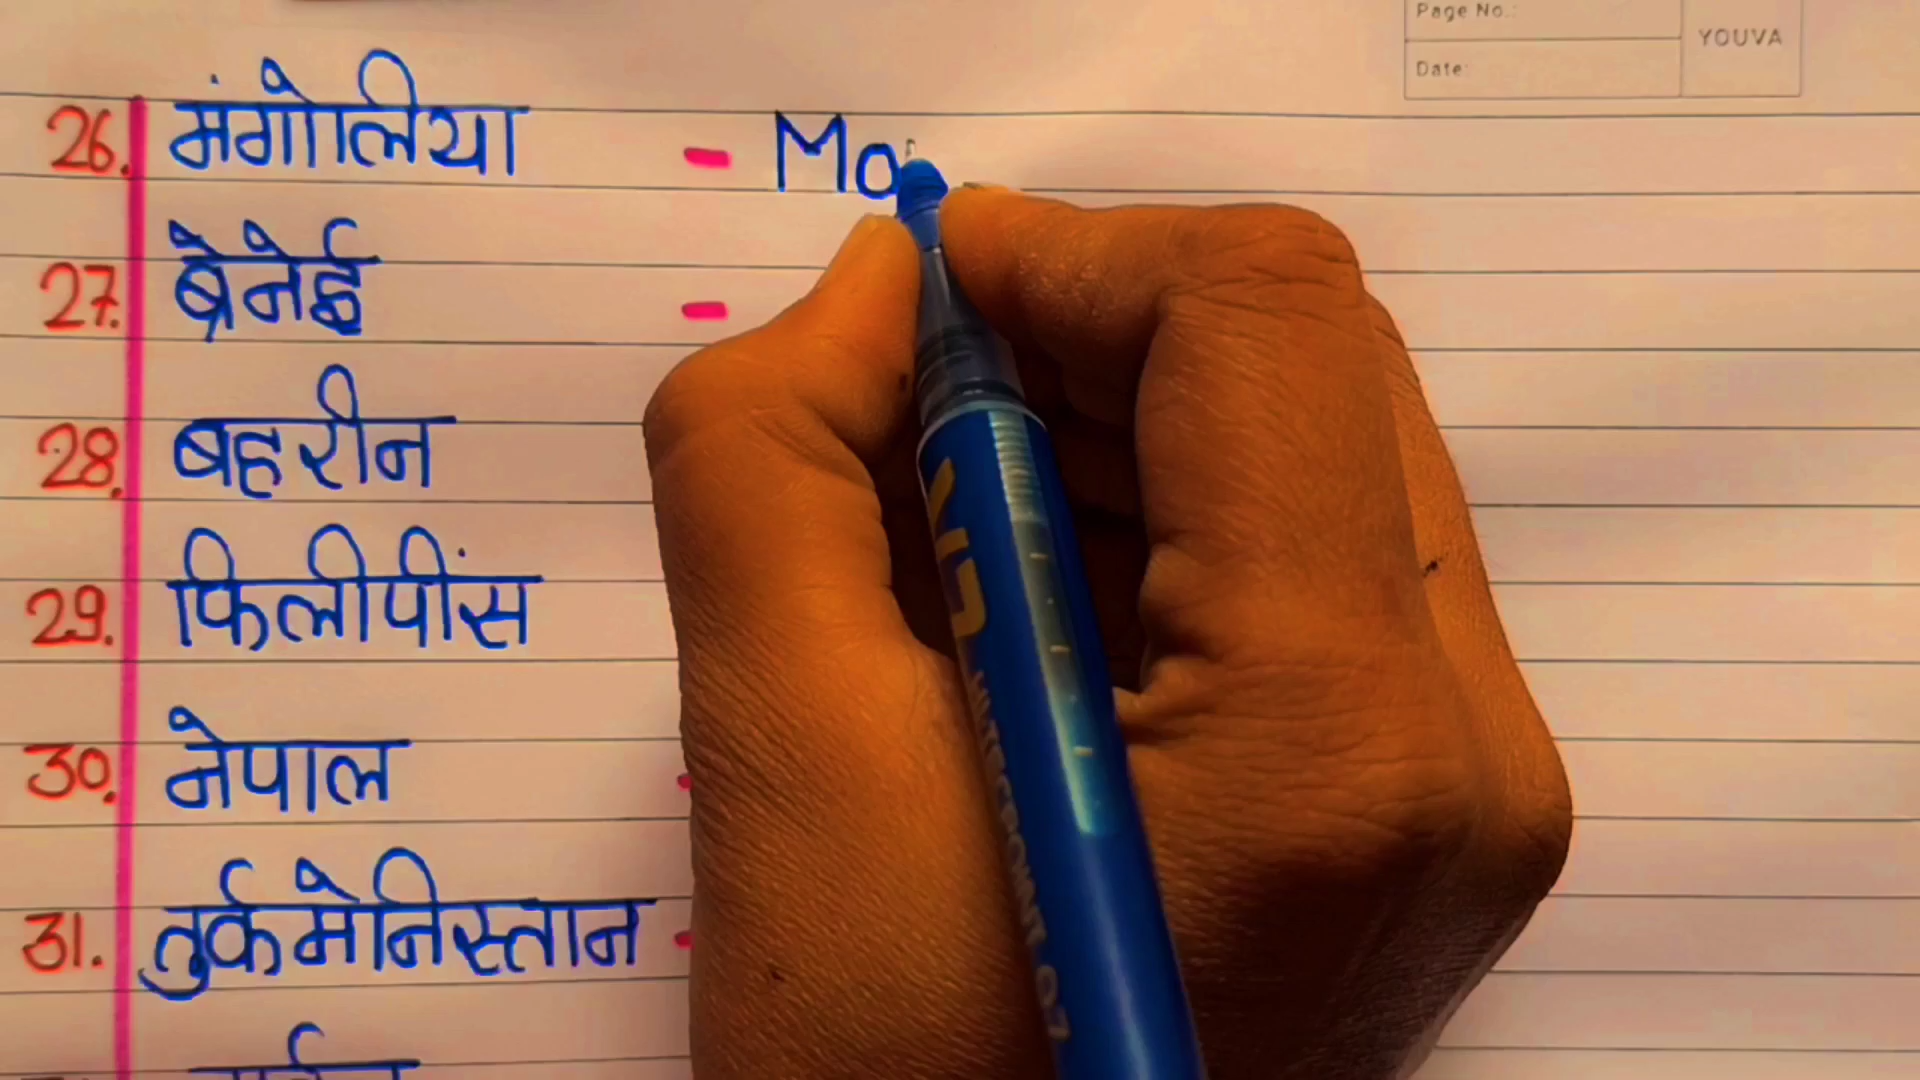 Page No.:
YOUVA
Date:
26. मंगोलिया - Mo
27. ब्रेनेई -
28. बहरीन
29. फिलीपींस
30. नेपाल -
31. तुर्कमेनिस्तान -